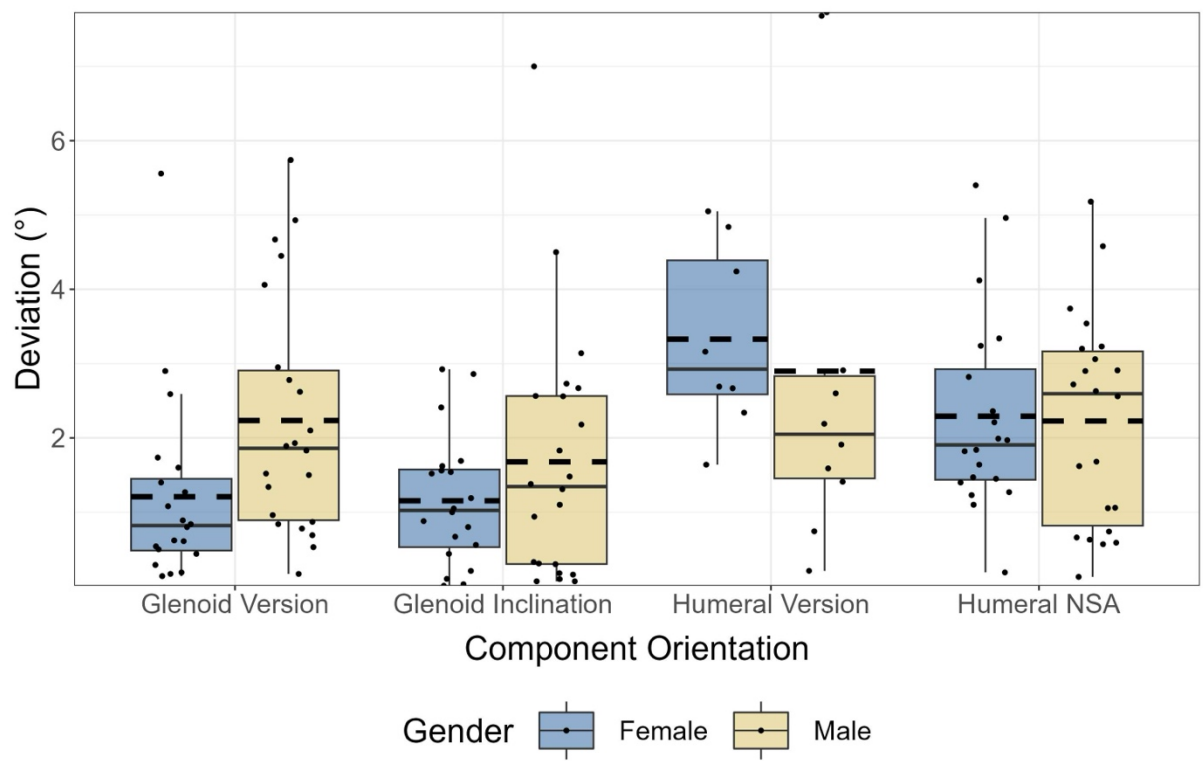 Deviation (°)
6
4
2
Glenoid Version Glenoid Inclination Humeral Version Humeral NSA
Component Orientation
Gender Female Male